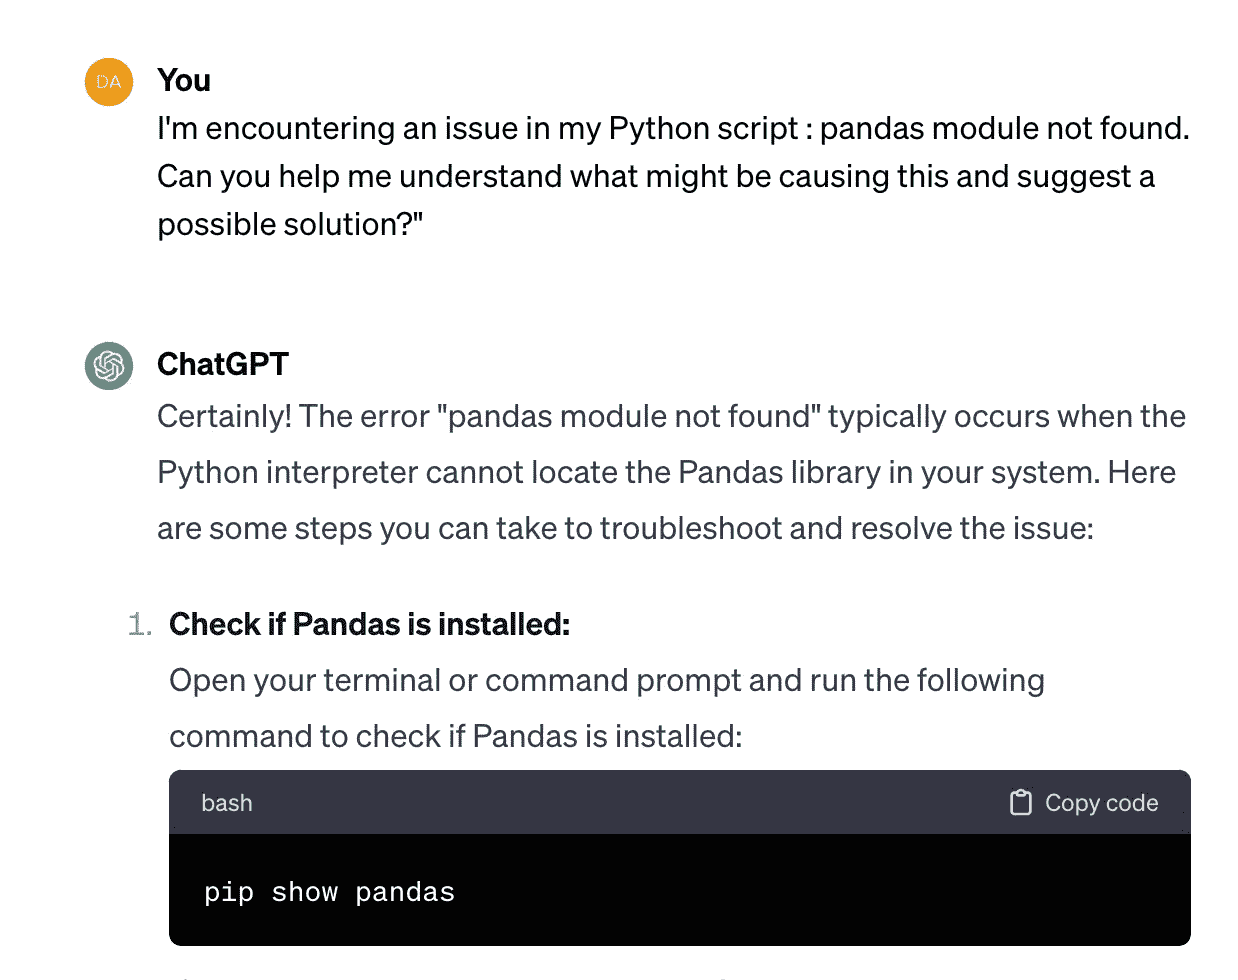 DA
You
I'm encountering an issue in my Python script : pandas module not found.
Can you help me understand what might be causing this and suggest a
possible solution?"
ChatGPT
Certainly! The error "pandas module not found" typically occurs when the
Python interpreter cannot locate the Pandas library in your system. Here
are some steps you can take to troubleshoot and resolve the issue:
1. Check if Pandas is installed:
Open your terminal or command prompt and run the following
command to check if Pandas is installed:
bash Copy code
pip show pandas